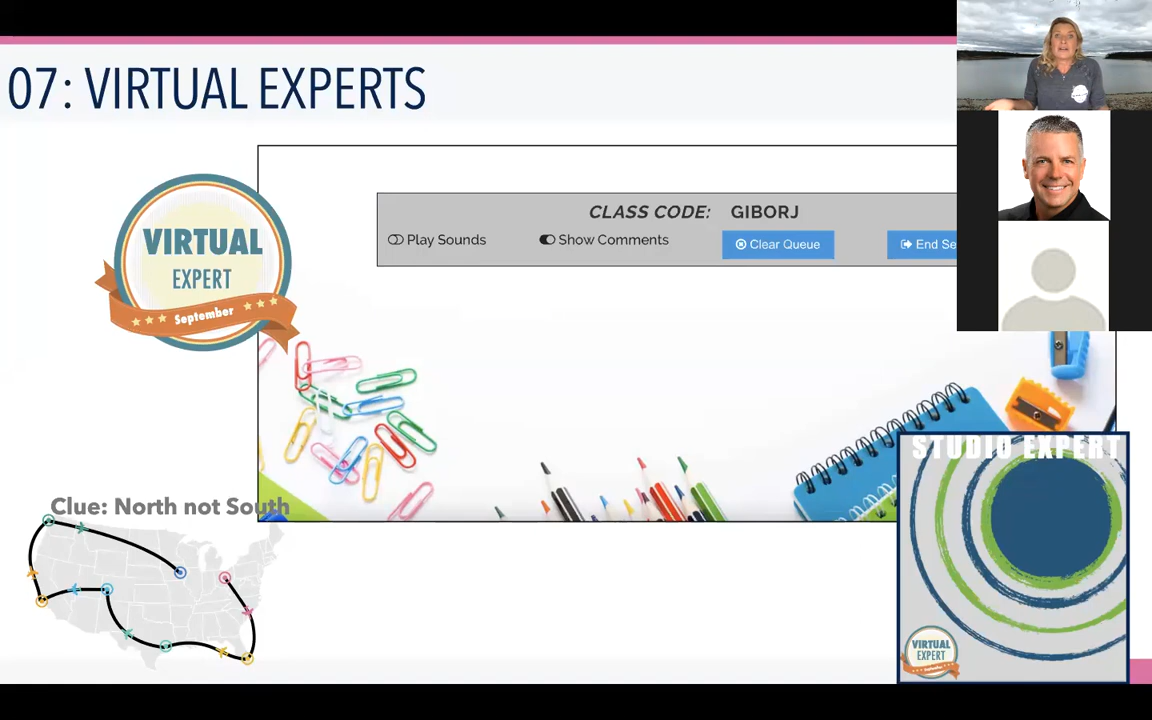 07: VIRTUAL EXPERTS
CLASS CODE: GIBORJ
Play Sounds
Show Comments
Clear Queue
End Se
VIRTUAL
EXPERT
September
STUDIO EXPERT
Clue: North not South
VIRTUAL
EXPERT
September